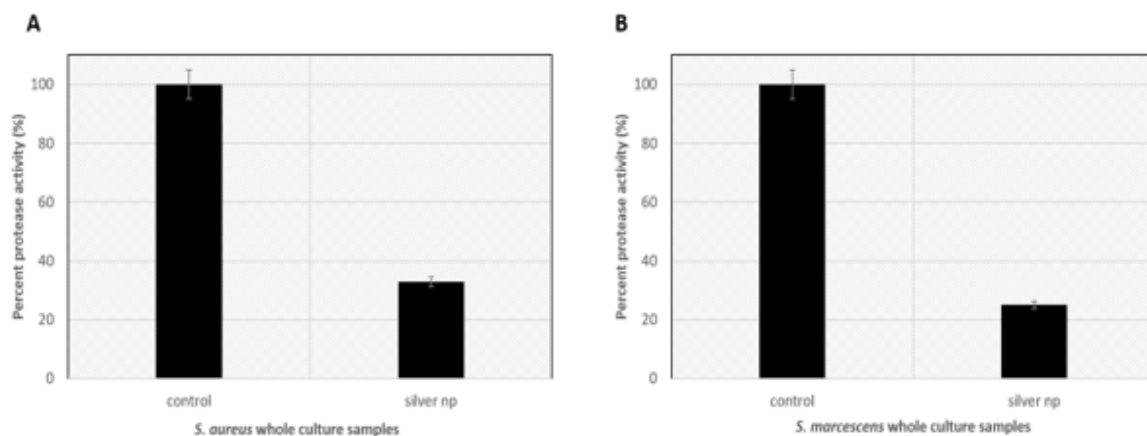 A
Percent protease activity (%)
100
80
60
40
20
0
control silver np
S. aureus whole culture samples
B
Percent protease activity (%)
100
80
60
40
20
0
control silver np
S. marcescens whole culture samples